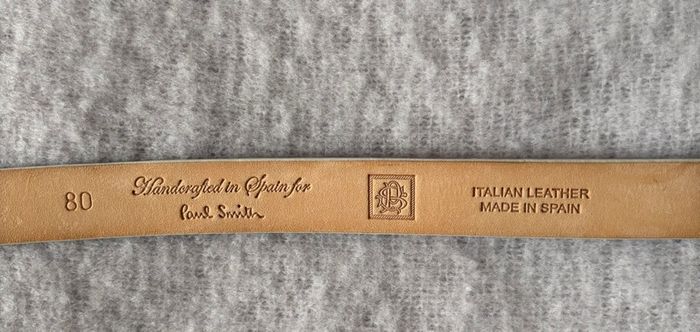 80
Handcrafted in Spain for
Paul Smith
ITALIAN LEATHER
MADE IN SPAIN